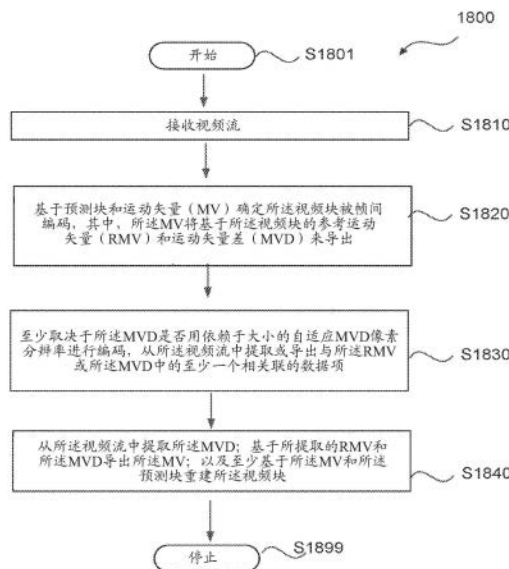 1800
开始
S1801
接收视频流
S1810
基于预测块和运动矢量（MV）确定所述视频块被帧间
编码，其中，所述MV将基于所述视频块的参考运动
矢量（RMV）和运动矢量差（MVD）来导出
S1820
至少取决于所述MVD是否用依赖于大小的自适应MVD像素
分辨率进行编码，从所述视频流中提取或导出与所述RMV
或所述MVD中的至少一个相关联的数据项
S1830
从所述视频流中提取所述MVD；基于所提取的RMV和
所述MVD导出所述MV；以及至少基于所述MV和所述
预测块重建所述视频块
S1840
停止
S1899